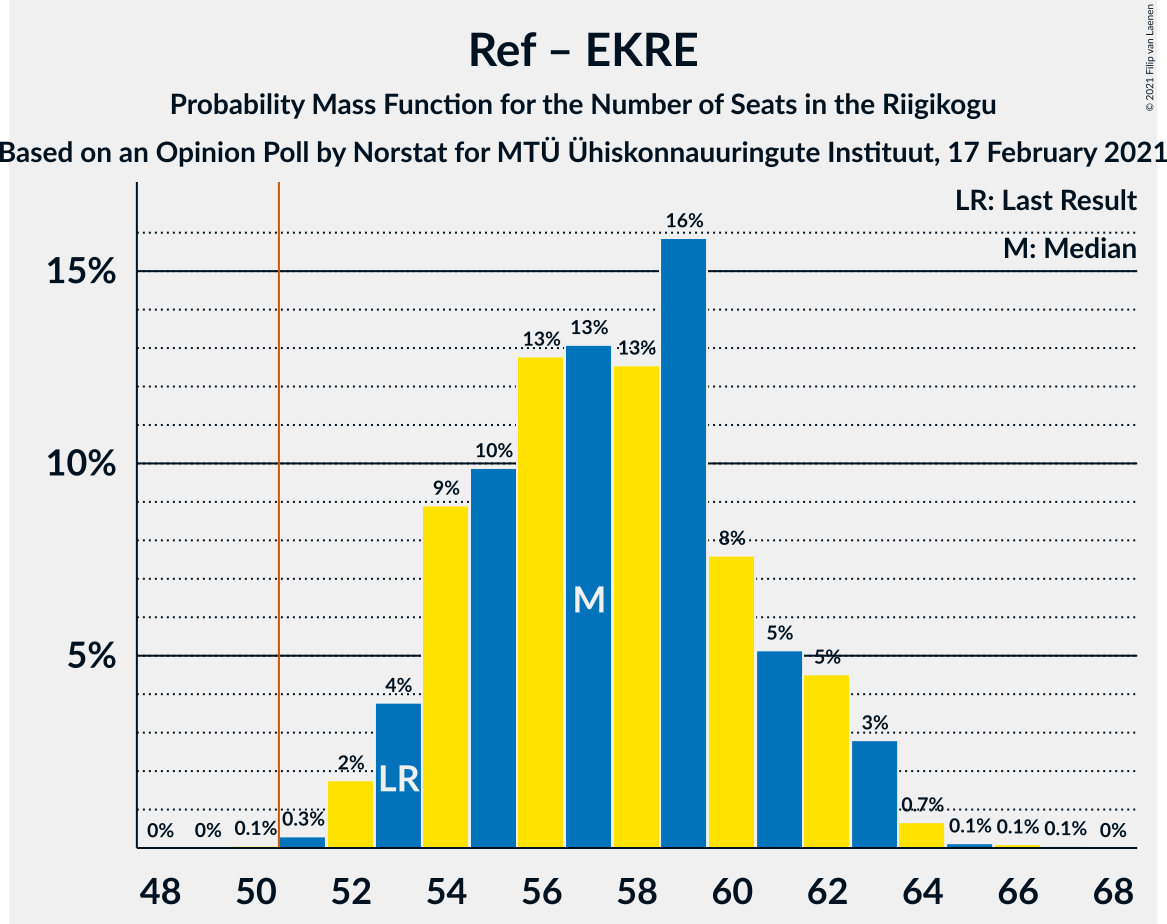 Ref – EKRE
Probability Mass Function for the Number of Seats in the Riigikogu
Based on an Opinion Poll by Norstat for MTÜ Ühiskonnauuringute Instituut, 17 February 2021
© 2021 Filip van Laenen
LR: Last Result
M: Median
15%
10%
5%
0% 0% 0.1% 0.3% 2% 4% 9% 10% 13% 13% 13% 16% 8% 5% 5% 3% 0.7% 0.1% 0.1% 0.1% 0%
LR
M
48 50 52 54 56 58 60 62 64 66 68